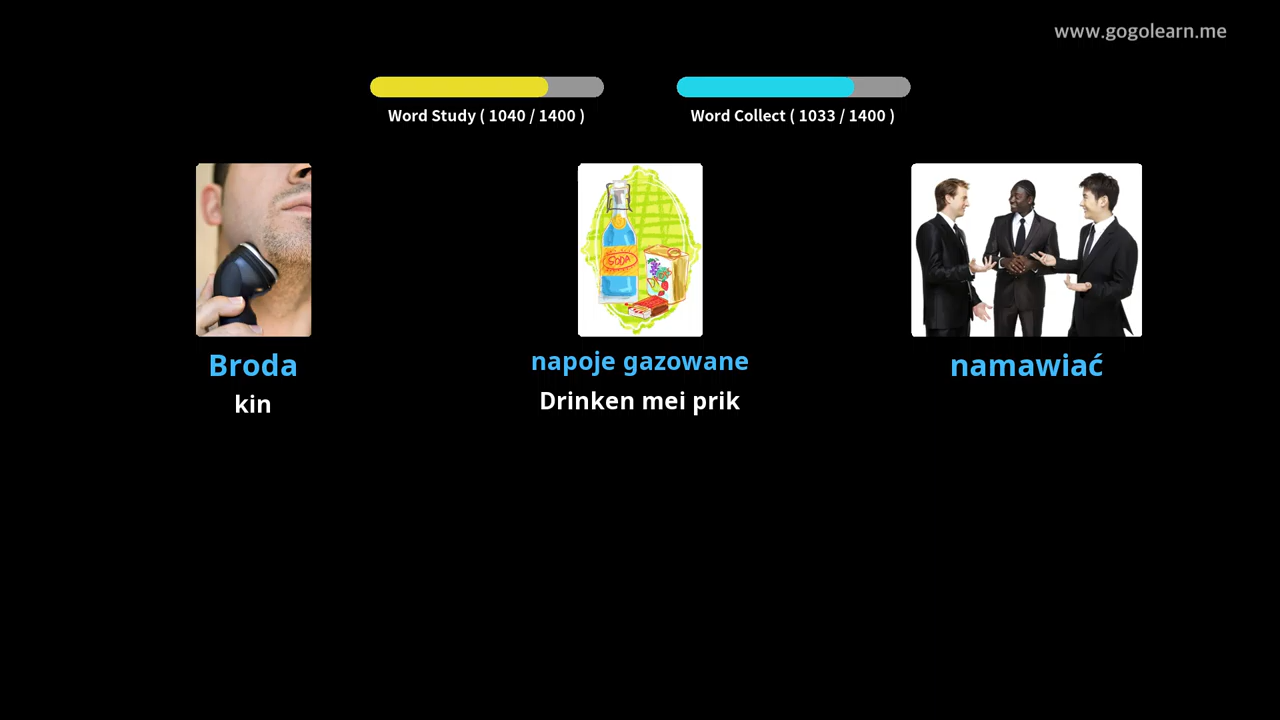 www.gogolearn.me
Word Study ( 1040 / 1400 )
Word Collect ( 1033 / 1400 )
SODA
Broda
kin
napoje gazowane
Drinken mei prik
namawiać